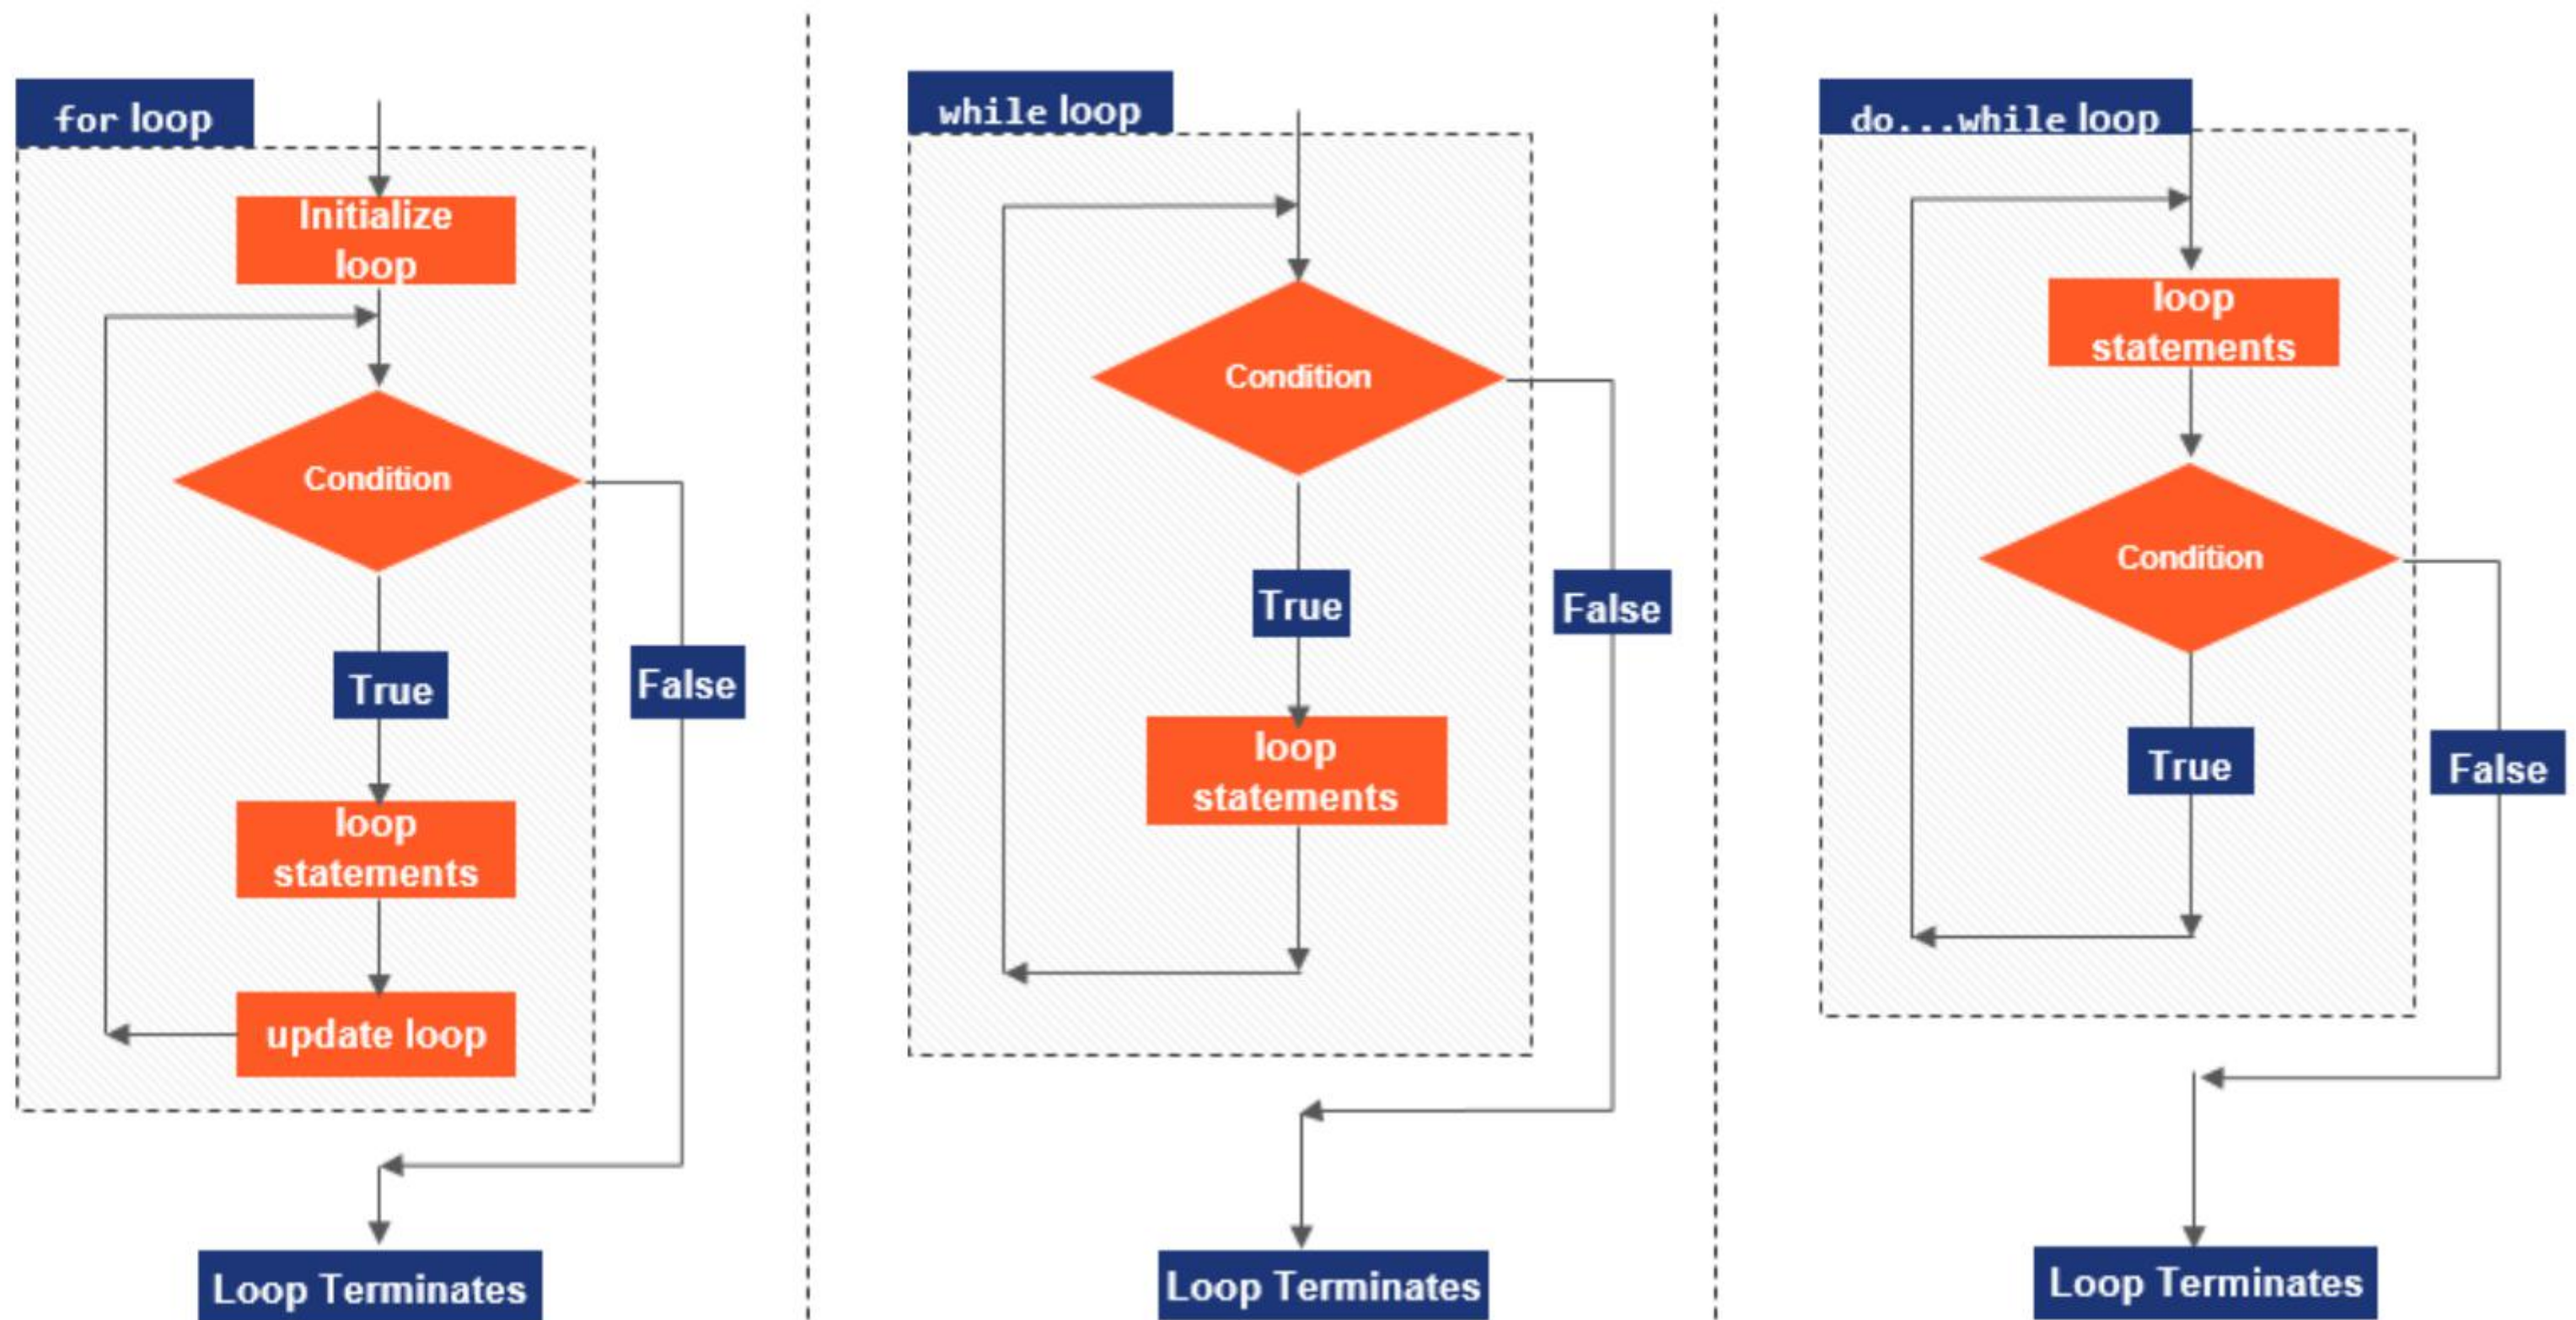 for loop
Initialize
loop
Condition
True
False
loop
statements
update loop
Loop Terminates
while loop
Condition
True
False
loop
statements
Loop Terminates
do...while loop
loop
statements
Condition
True
False
Loop Terminates